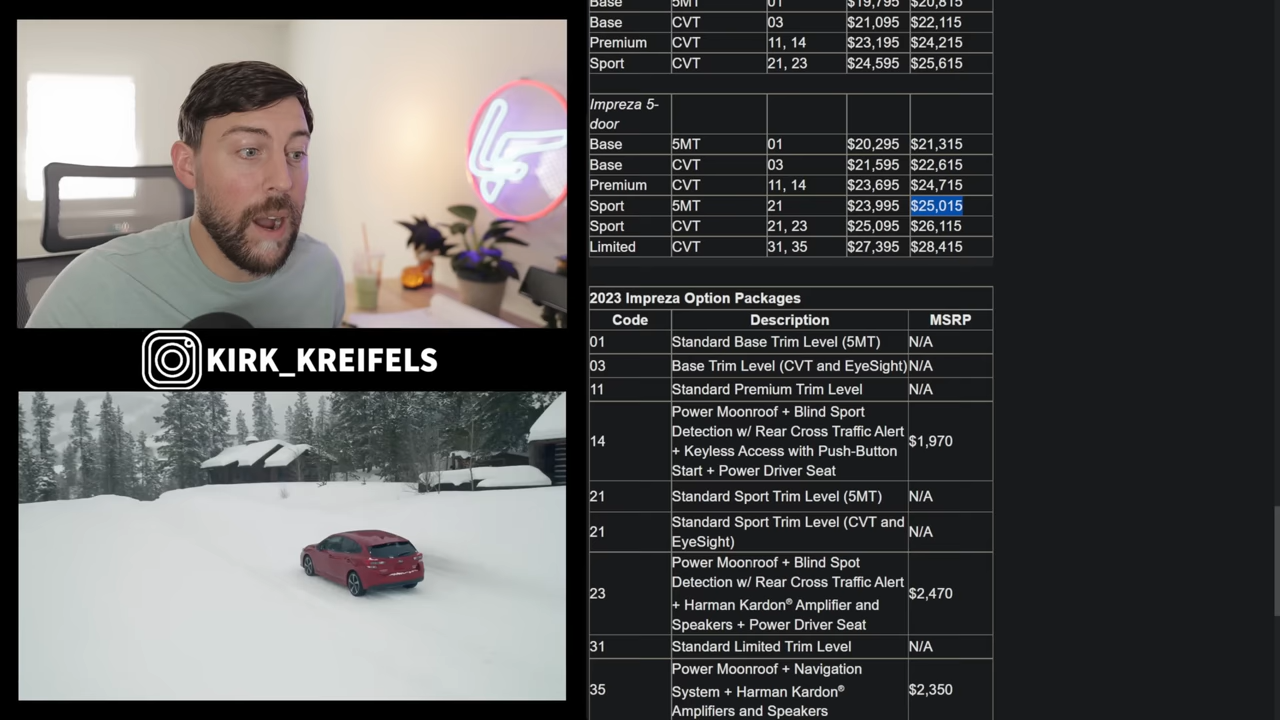 Base 5MT 01 $19,795 $20,815
Base CVT 03 $21,095 $22,115
Premium CVT 11, 14 $23,195 $24,215
Sport CVT 21, 23 $24,595 $25,615
Impreza 5-
door
Base 5MT 01 $20,295 $21,315
Base CVT 03 $21,595 $22,615
Premium CVT 11, 14 $23,695 $24,715
Sport 5MT 21 $23,995 $25,015
Sport CVT 21, 23 $25,095 $26,115
Limited CVT 31, 35 $27,395 $28,415
2023 Impreza Option Packages
Code Description MSRP
01 Standard Base Trim Level (5MT) N/A
03 Base Trim Level (CVT and EyeSight) N/A
11 Standard Premium Trim Level N/A
Power Moonroof + Blind Sport
Detection w/ Rear Cross Traffic Alert
14 + Keyless Access with Push-Button $1,970
Start + Power Driver Seat
21 Standard Sport Trim Level (5MT) N/A
21 Standard Sport Trim Level (CVT and N/A
EyeSight)
Power Moonroof + Blind Spot
Detection w/ Rear Cross Traffic Alert
23 + Harman Kardon® Amplifier and $2,470
Speakers + Power Driver Seat
31 Standard Limited Trim Level N/A
Power Moonroof + Navigation
35 System + Harman Kardon® $2,350
Amplifiers and Speakers
KIRK_KREIFELS